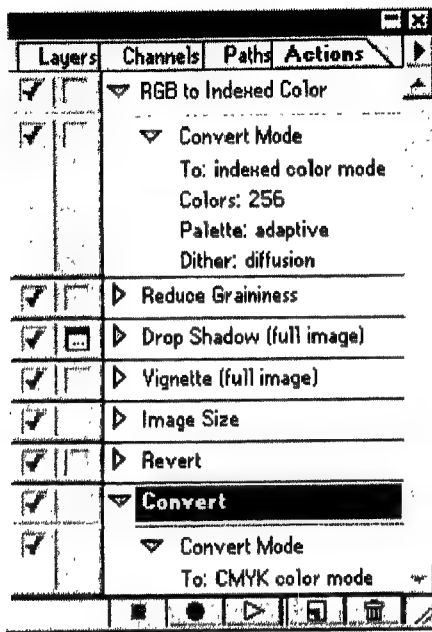 Layers Channels Paths Actions
RGB to Indexed Color
Convert Mode
To: indexed color mode
Colors: 256
Palette: adaptive
Dither: diffusion
Reduce Graininess
Drop Shadow (full image)
Vignette (full image)
Image Size
Revert
Convert
Convert Mode
To: CMYK color mode